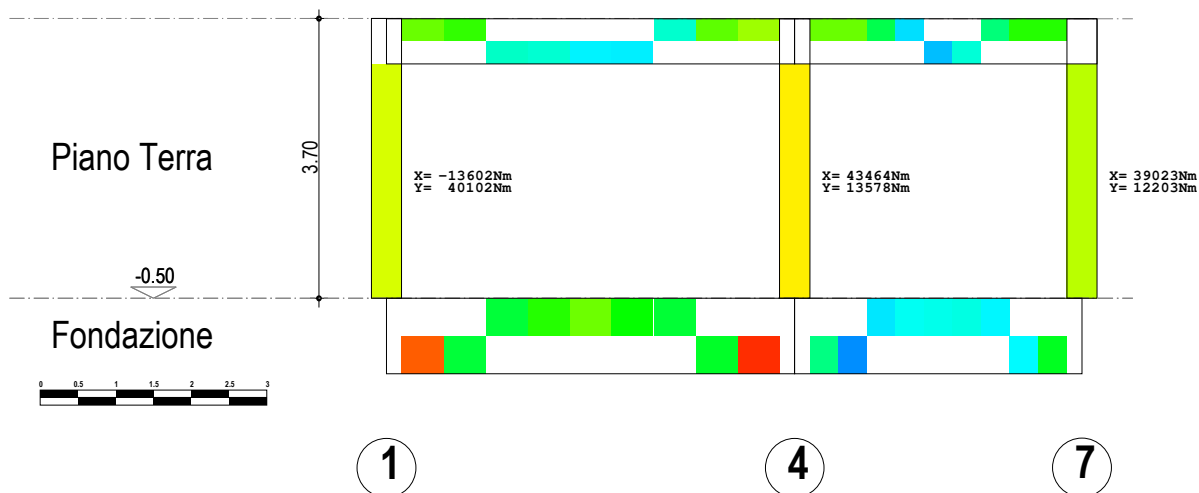 Piano Terra
3.70
X= -13602Nm
Y= 40102Nm
X= 43464Nm
Y= 13578Nm
X= 39023Nm
Y= 12203Nm
-0.50
Fondazione
0 0.5 1 1.5 2 2.5 3
1 4 7